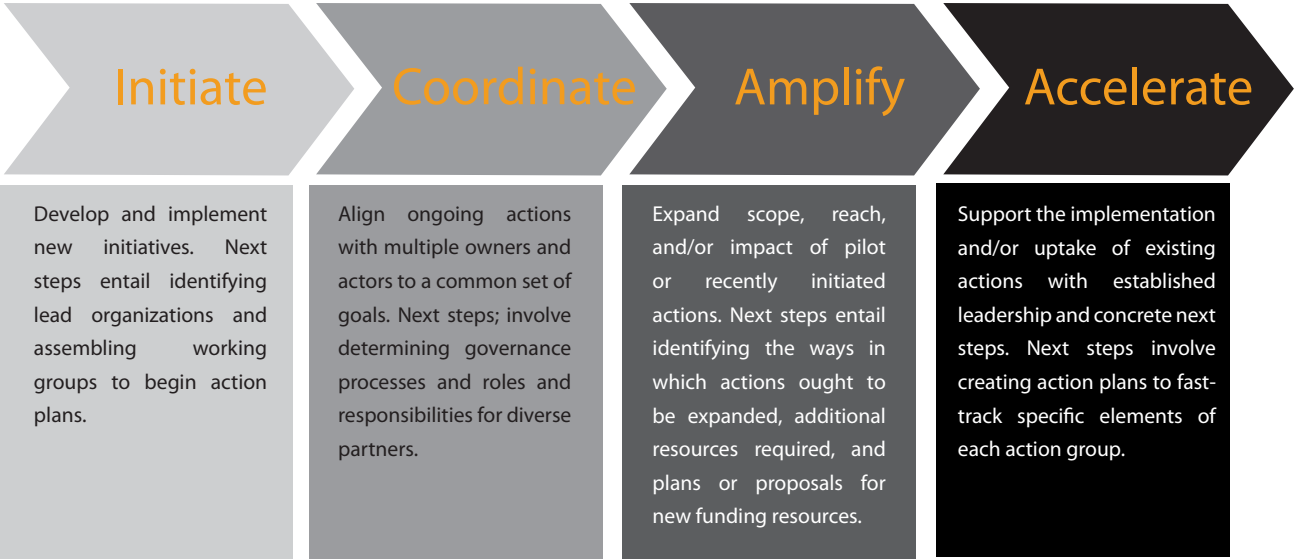 Initiate
Develop and implement
new initiatives. Next
steps entail identifying
lead organizations and
assembling working
groups to begin action
plans.
Coordinate
Align ongoing actions
with multiple owners and
actors to a common set of
goals. Next steps; involve
determining governance
processes and roles and
responsibilities for diverse
partners.
Amplify
Expand scope, reach,
and/or impact of pilot
or recently initiated
actions. Next steps entail
identifying the ways in
which actions ought to
be expanded, additional
resources required, and
plans or proposals for
new funding resources.
Accelerate
Support the implementation
and/or uptake of existing
actions with established
leadership and concrete next
steps. Next steps involve
creating action plans to fast-
track specific elements of
each action group.